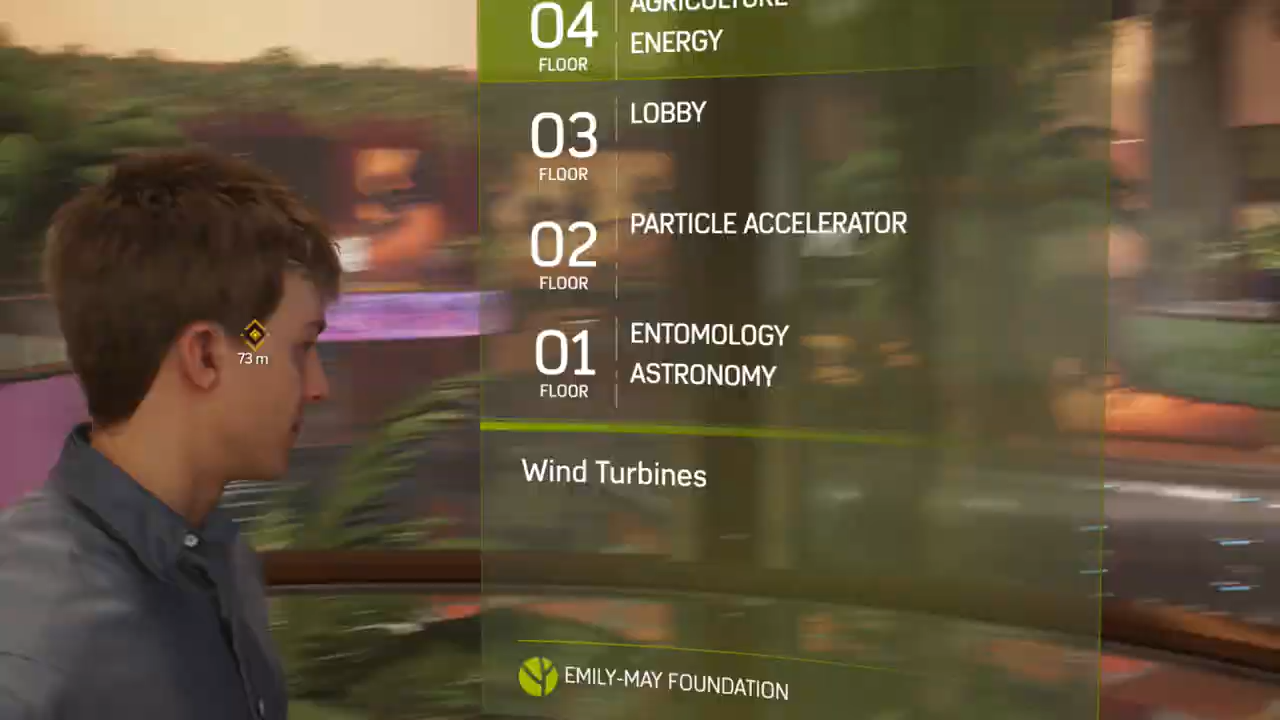 04
FLOOR
AGRICULTURE
ENERGY
03
FLOOR
LOBBY
02
FLOOR
PARTICLE ACCELERATOR
01
FLOOR
ENTOMOLOGY
ASTRONOMY
73 m
Wind Turbines
EMILY-MAY FOUNDATION